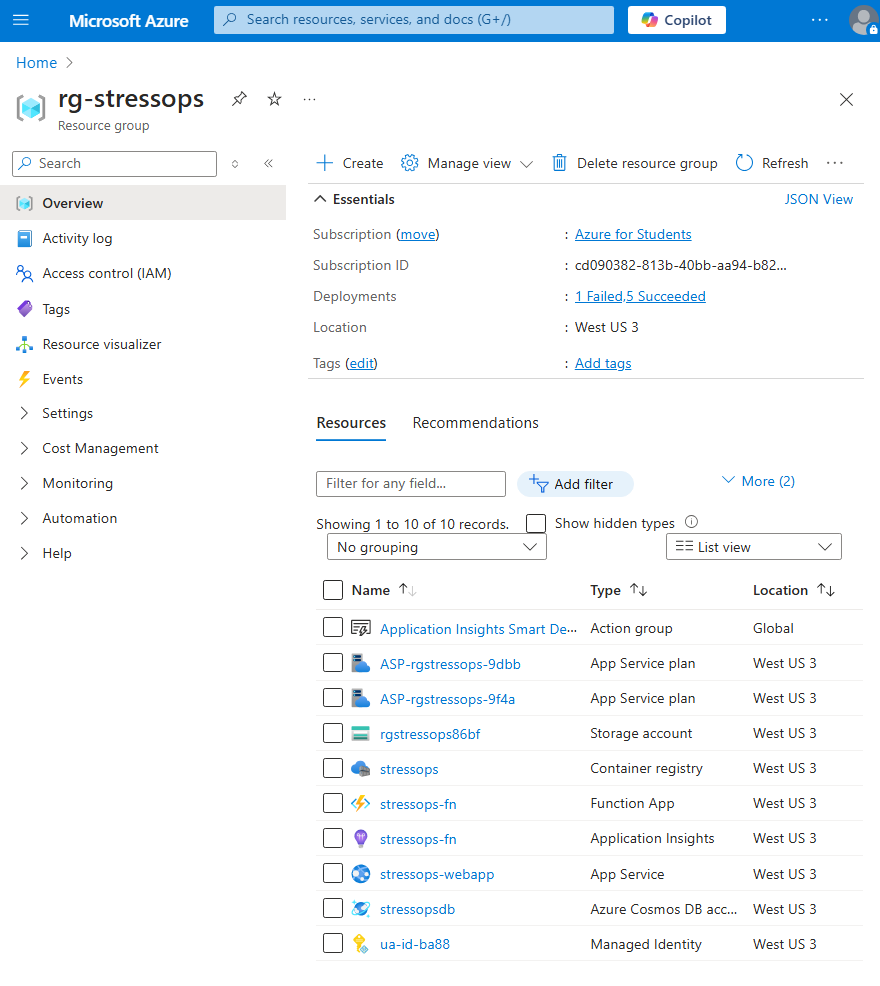 Microsoft Azure
Search resources, services, and docs (G+/)
Copilot
Home
rg-stressops
Resource group
Search
Overview
Activity log
Access control (IAM)
Tags
Resource visualizer
Events
Settings
Cost Management
Monitoring
Automation
Help
Create
Manage view
Delete resource group
Refresh
Essentials
JSON View
Subscription (move) : Azure for Students
Subscription ID : cd090382-813b-40bb-aa94-b82...
Deployments : 1 Failed,5 Succeeded
Location : West US 3
Tags (edit) : Add tags
Resources Recommendations
Filter for any field...
Add filter
More (2)
Showing 1 to 10 of 10 records.
Show hidden types
No grouping
List view
Name Type Location
Application Insights Smart De... Action group Global
ASP-rgstressops-9dbb App Service plan West US 3
ASP-rgstressops-9f4a App Service plan West US 3
rgstressops86bf Storage account West US 3
stressops Container registry West US 3
stressops-fn Function App West US 3
stressops-fn Application Insights West US 3
stressops-webapp App Service West US 3
stressopsdb Azure Cosmos DB acc... West US 3
ua-id-ba88 Managed Identity West US 3